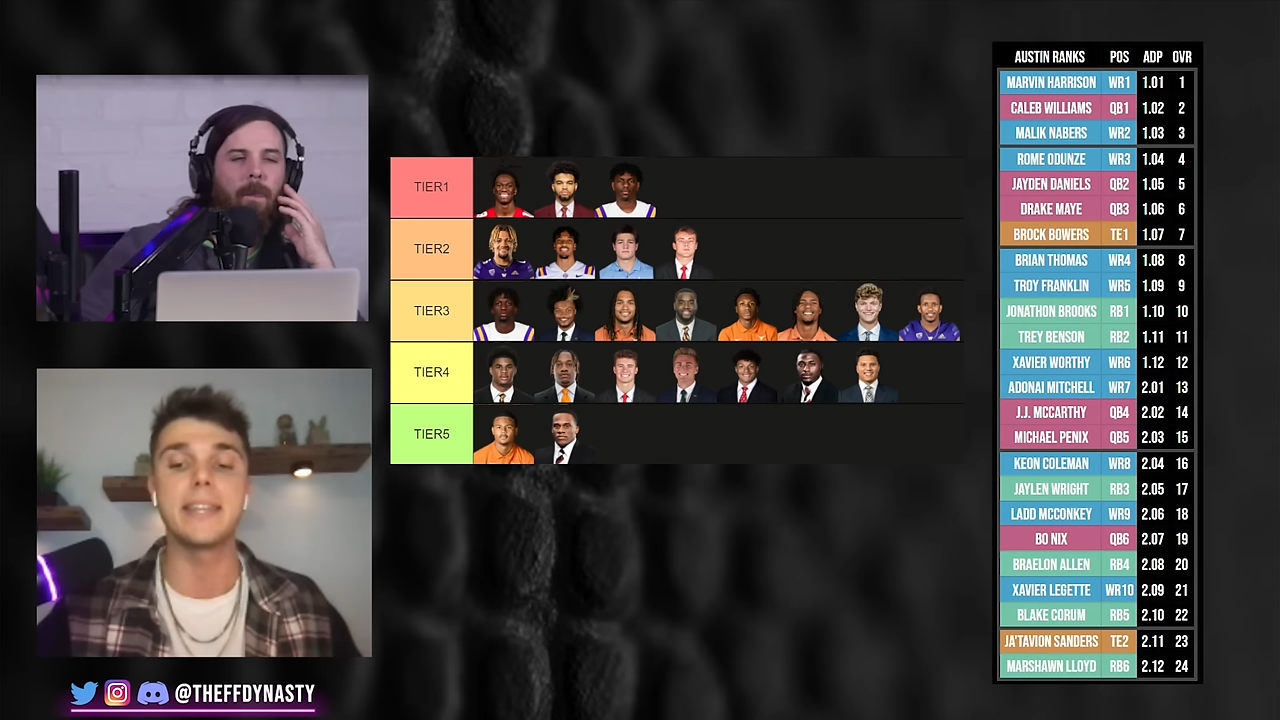 TIER1
TIER2
TIER3
TIER4
TIER5
@THEFFDYNASTY
AUSTIN RANKS POS ADP OVR
MARVIN HARRISON WR1 1.01 1
CALEB WILLIAMS QB1 1.02 2
MALIK NABERS WR2 1.03 3
ROME ODUNZE WR3 1.04 4
JAYDEN DANIELS QB2 1.05 5
DRAKE MAYE QB3 1.06 6
BROCK BOWERS TE1 1.07 7
BRIAN THOMAS WR4 1.08 8
TROY FRANKLIN WR5 1.09 9
JONATHON BROOKS RB1 1.10 10
TREY BENSON RB2 1.11 11
XAVIER WORTHY WR6 1.12 12
ADONAI MITCHELL WR7 2.01 13
J.J. MCCARTHY QB4 2.02 14
MICHAEL PENIX QB5 2.03 15
KEON COLEMAN WR8 2.04 16
JAYLEN WRIGHT RB3 2.05 17
LADD MCCONKEY WR9 2.06 18
BO NIX QB6 2.07 19
BRAELON ALLEN RB4 2.08 20
XAVIER LEGETTE WR10 2.09 21
BLAKE CORUM RB5 2.10 22
JA'TAVION SANDERS TE2 2.11 23
MARSHAWN LLOYD RB6 2.12 24